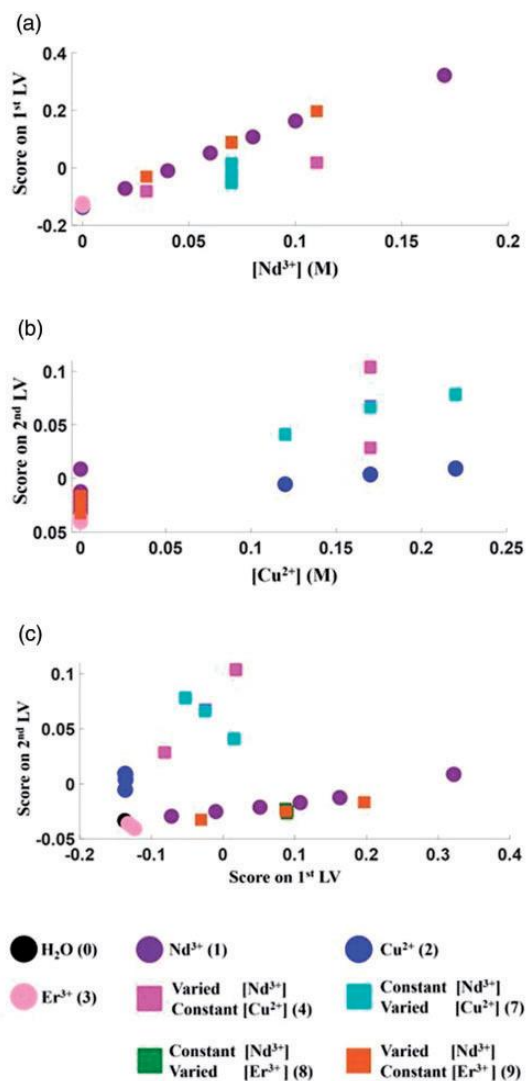 (a)
Score on 1st LV
0.4
0.2
0
-0.2
0 0.05 0.1 0.15 0.2
[Nd³⁺] (M)
(b)
Score on 2nd LV
0.1
0.05
0
0.05
0 0.05 0.1 0.15 0.2 0.25
[Cu²⁺] (M)
(c)
Score on 2nd LV
0.1
0.05
0
-0.05
-0.2 -0.1 0 0.1 0.2 0.3 0.4
Score on 1st LV
H₂O (0) Nd³⁺ (1) Cu²⁺ (2)
Er³⁺ (3)
Varied [Nd³⁺]
Constant [Cu²⁺] (4)
Constant [Nd³⁺]
Varied [Cu²⁺] (7)
Constant [Nd³⁺]
Varied [Er³⁺] (8)
Varied [Nd³⁺]
Constant [Er³⁺] (9)